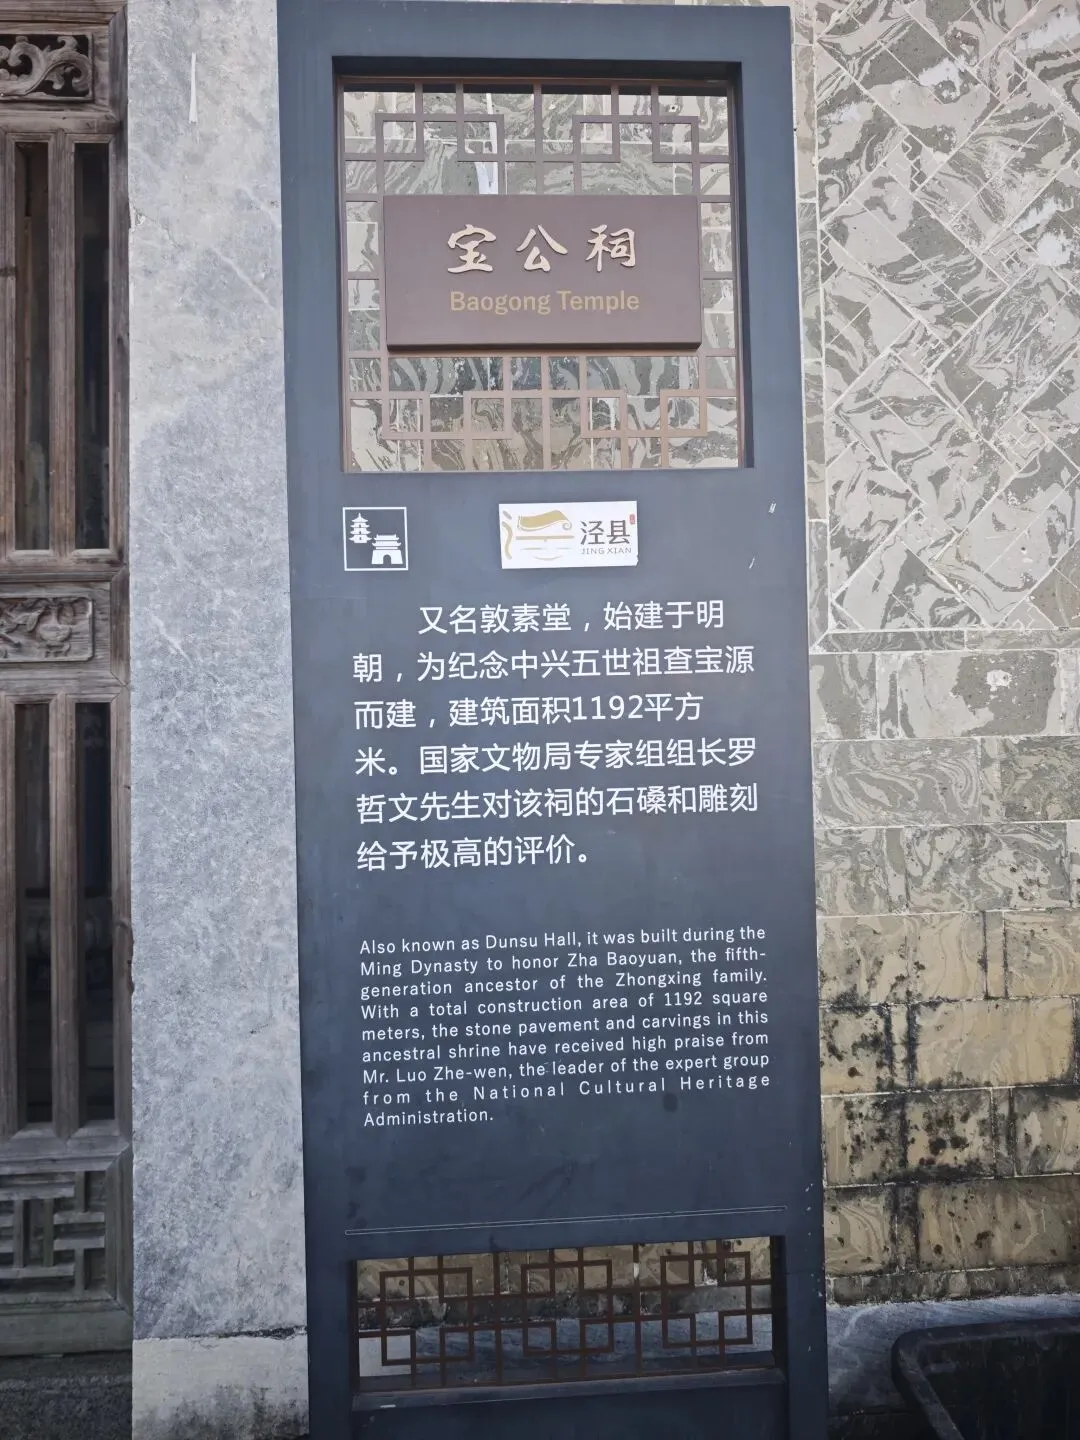 宝公祠
Baogong Temple
泾县
JING XIAN
又名敦素堂，始建于明
朝，为纪念中兴五世祖查宝源
而建，建筑面积1192平方
米。国家文物局专家组组长罗
哲文先生对该祠的石磉和雕刻
给予极高的评价。
Also known as Dunsu Hall, it was built during the
Ming Dynasty to honor Zha Baoyuan, the fifth-
generation ancestor of the Zhongxing family.
With a total construction area of 1192 square
meters, the stone pavement and carvings in this
ancestral shrine have received high praise from
Mr. Luo Zhe-wen, the leader of the expert group
from the National Cultural Heritage
Administration.